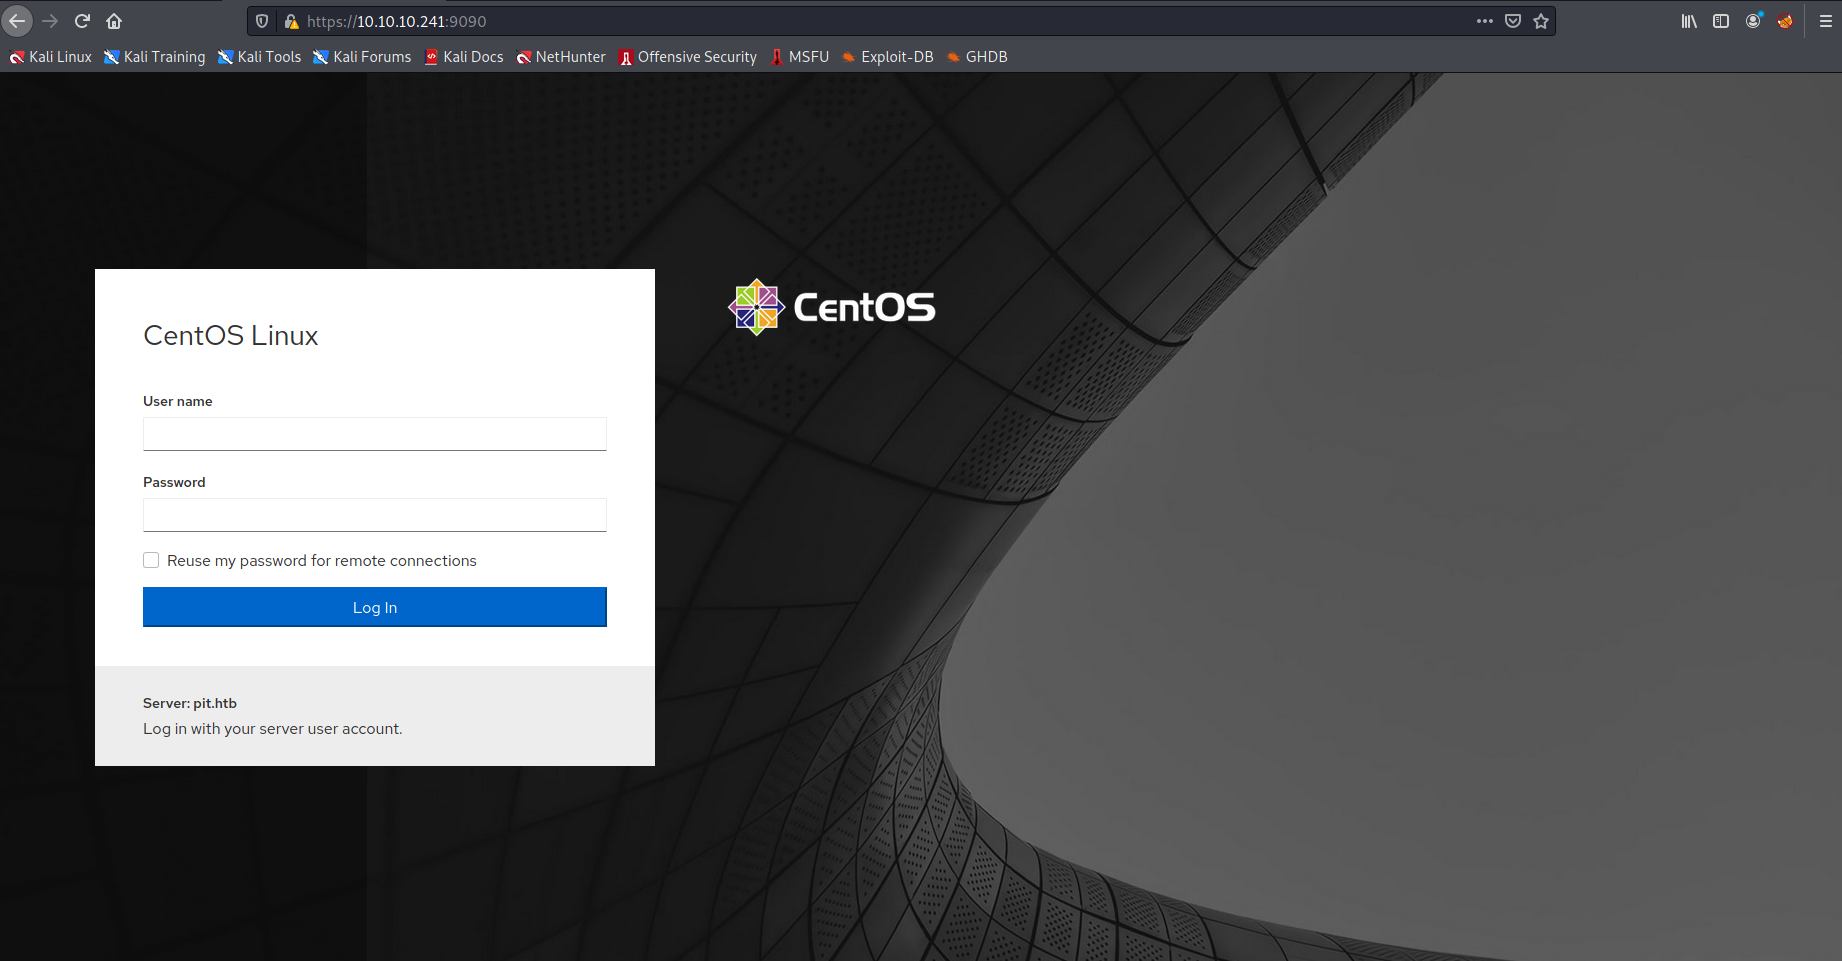 https://10.10.10.241:9090
Kali Linux Kali Training Kali Tools Kali Forums Kali Docs NetHunter Offensive Security MSFU Exploit-DB GHDB
CentOS
CentOS Linux
User name
Password
Reuse my password for remote connections
Log In
Server: pit.htb
Log in with your server user account.